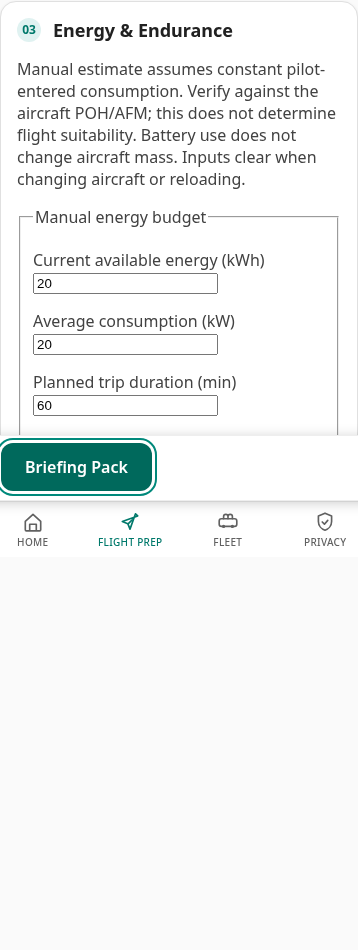 03 Energy & Endurance
Manual estimate assumes constant pilot-
entered consumption. Verify against the
aircraft POH/AFM; this does not determine
flight suitability. Battery use does not
change aircraft mass. Inputs clear when
changing aircraft or reloading.
Manual energy budget
Current available energy (kWh)
20
Average consumption (kW)
20
Planned trip duration (min)
60
Briefing Pack
HOME FLIGHT PREP FLEET PRIVACY